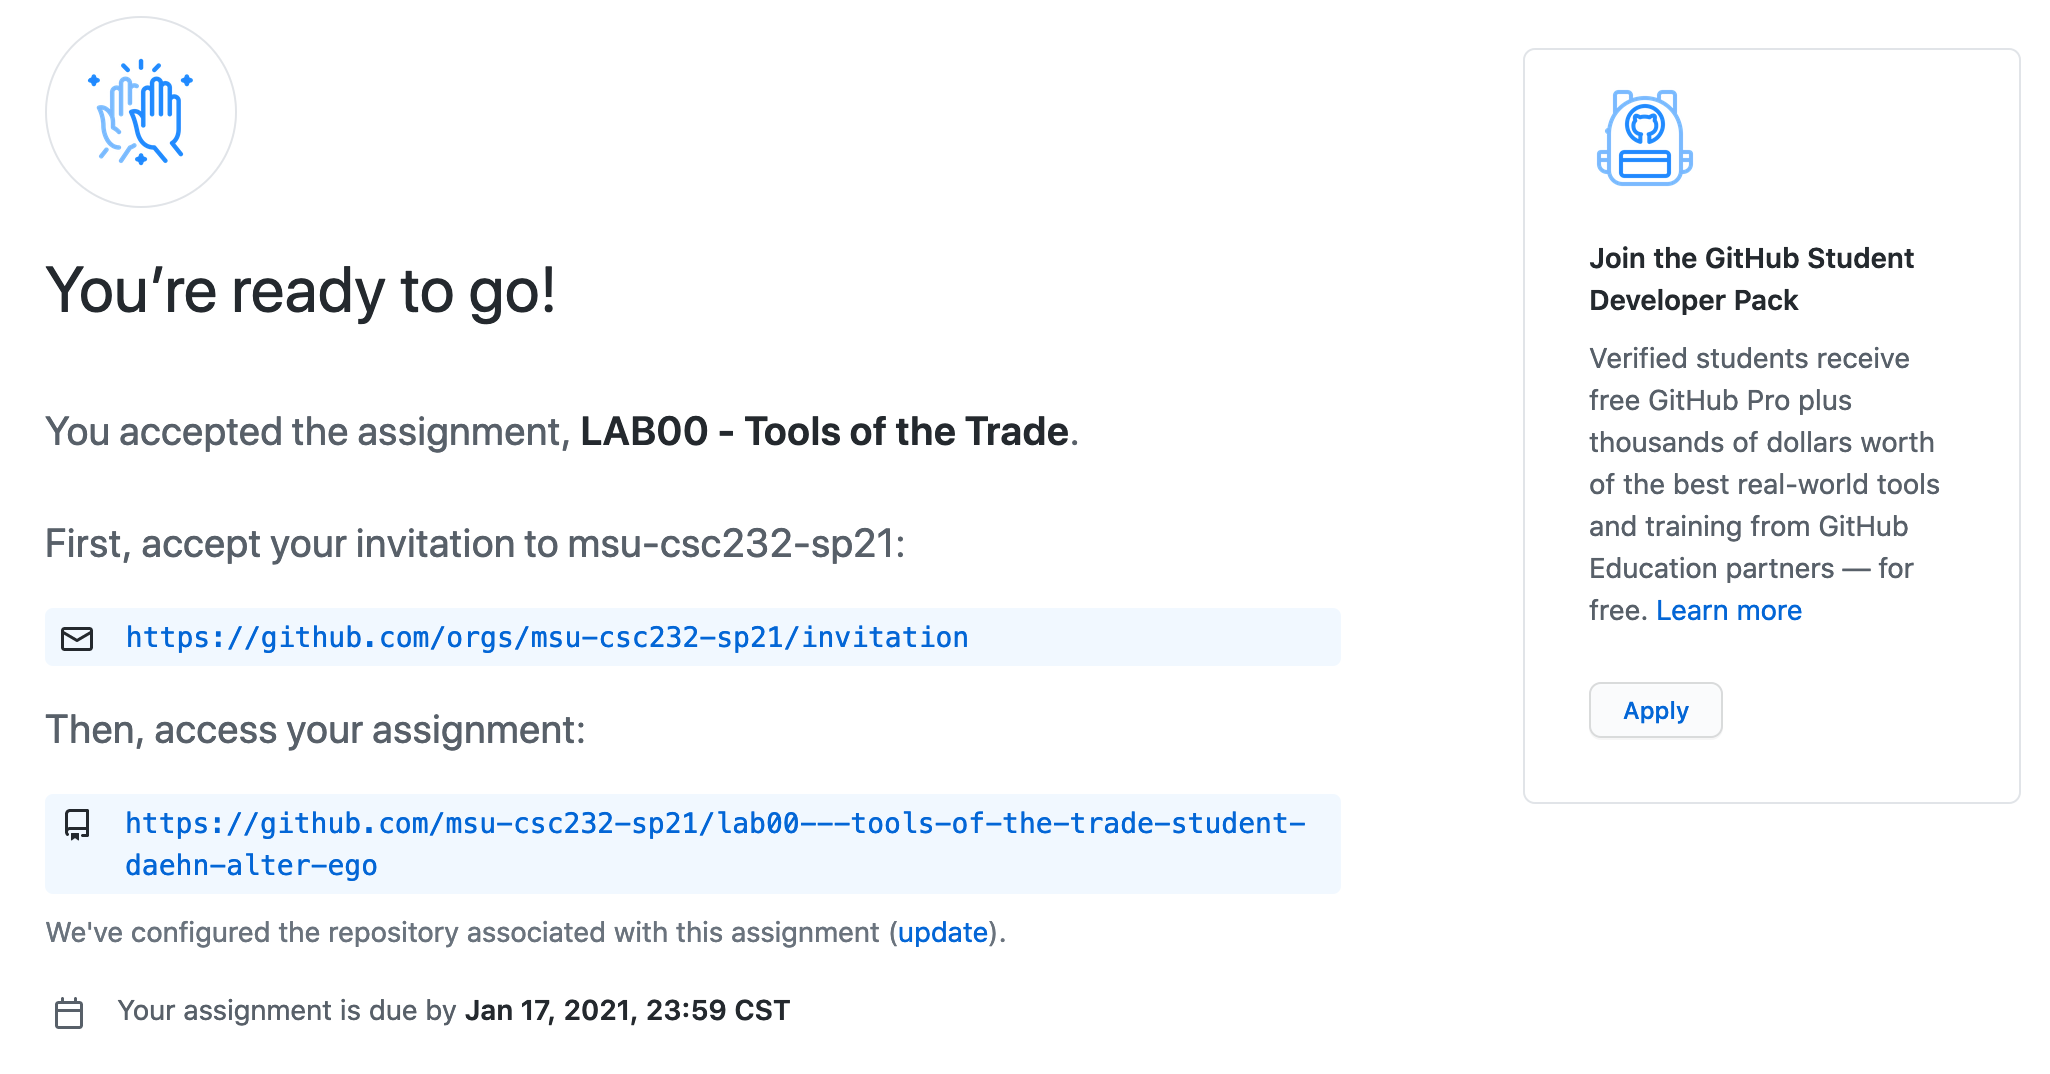 You’re ready to go!
You accepted the assignment, LAB00 - Tools of the Trade.
First, accept your invitation to msu-csc232-sp21:
https://github.com/orgs/msu-csc232-sp21/invitation
Then, access your assignment:
https://github.com/msu-csc232-sp21/lab00---tools-of-the-trade-student-
daehn-alter-ego
We've configured the repository associated with this assignment (update).
Your assignment is due by Jan 17, 2021, 23:59 CST
Join the GitHub Student
Developer Pack
Verified students receive
free GitHub Pro plus
thousands of dollars worth
of the best real-world tools
and training from GitHub
Education partners — for
free. Learn more
Apply